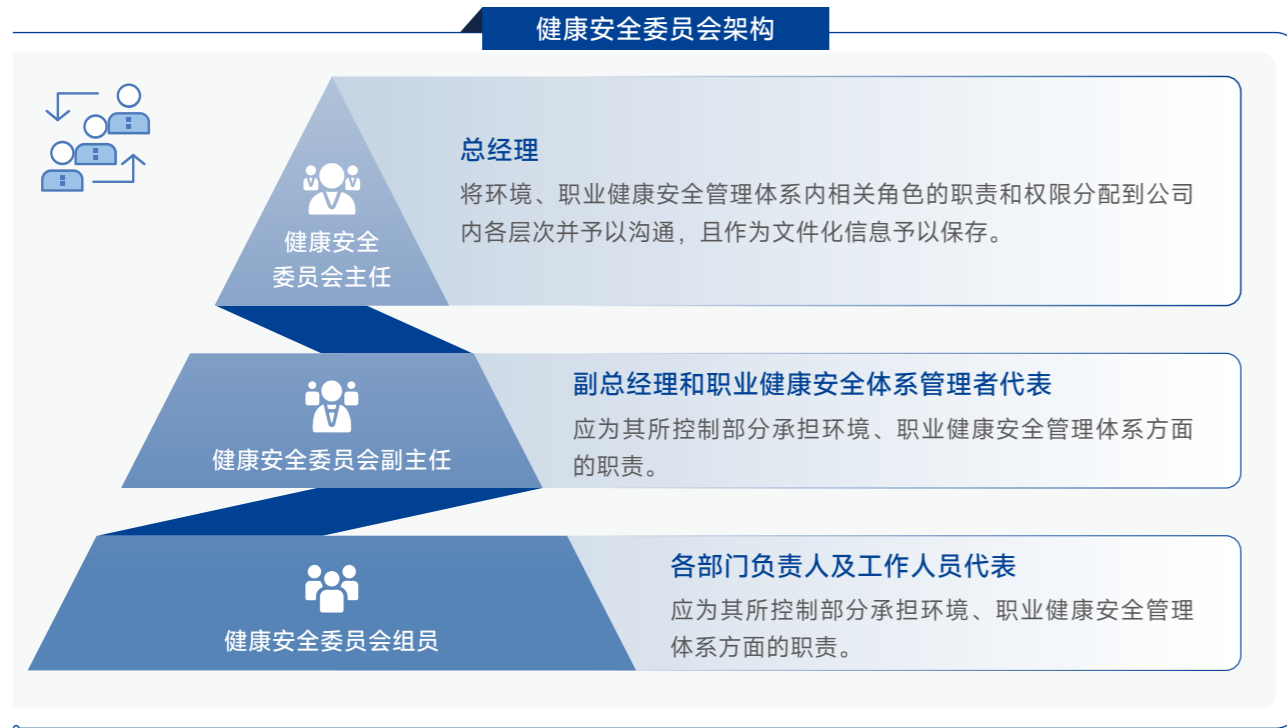 健康安全委员会架构
健康安全
委员会主任
总经理
将环境、职业健康安全管理体系内相关角色的职责和权限分配到公司
内各层次并予以沟通，且作为文件化信息予以保存。
健康安全委员会副主任
副总经理和职业健康安全体系管理者代表
应为其所控制部分承担环境、职业健康安全管理体系方面
的职责。
健康安全委员会组员
各部门负责人及工作人员代表
应为其所控制部分承担环境、职业健康安全管理
体系方面的职责。